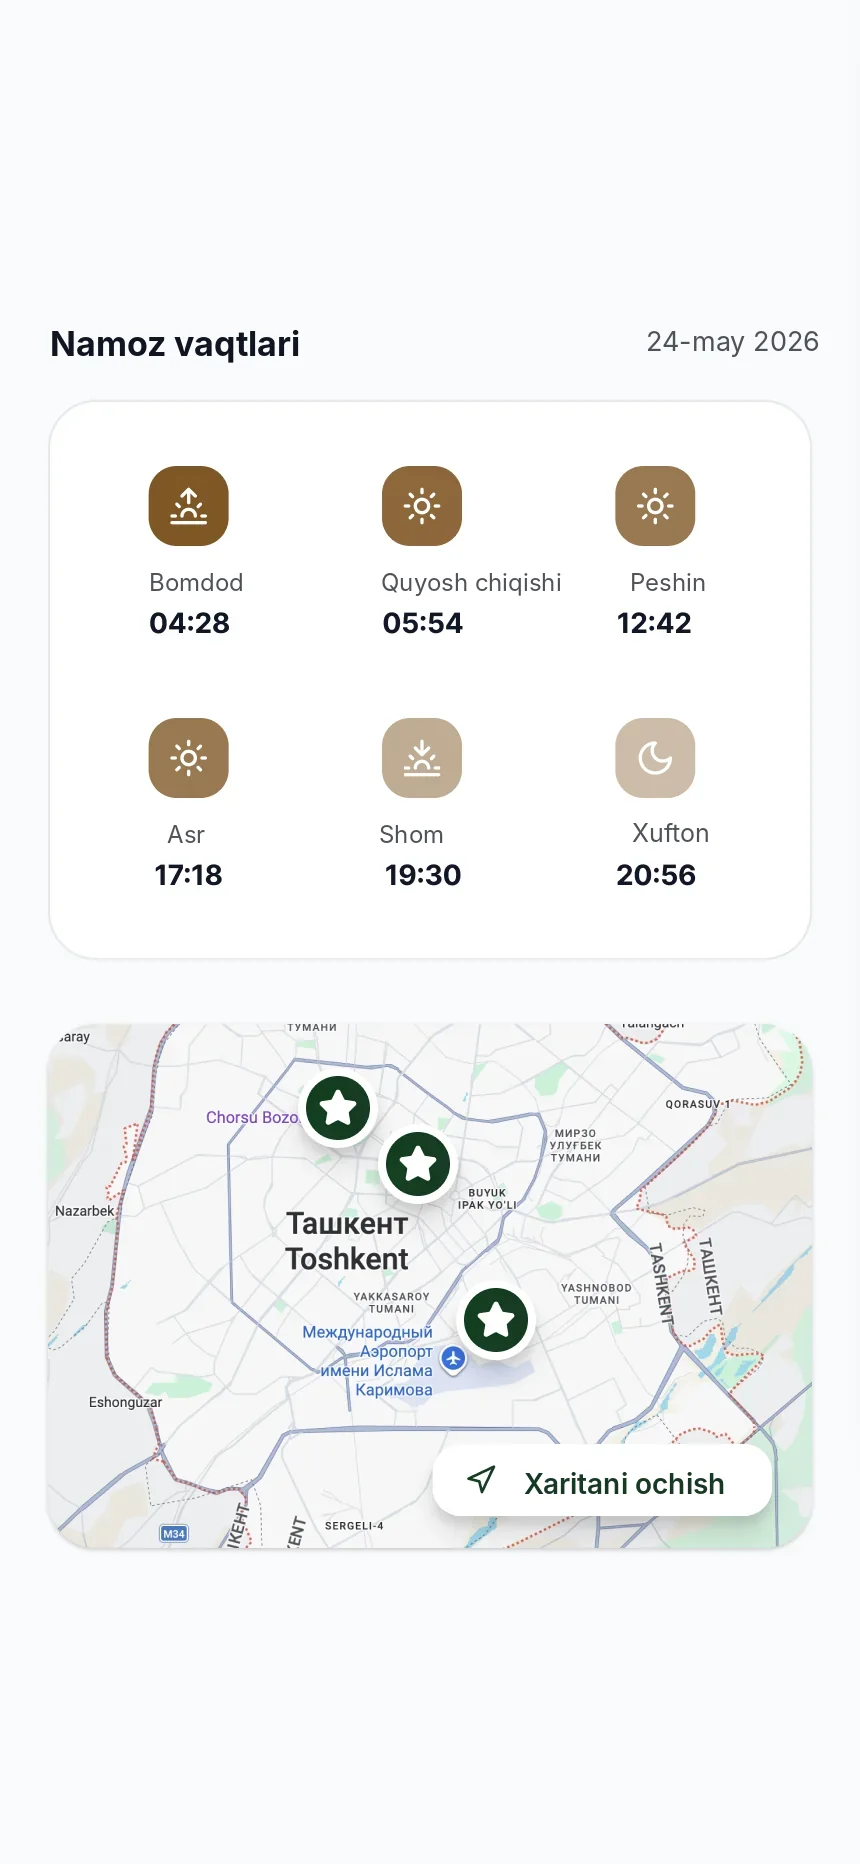 Namoz vaqtlari
24-may 2026
Bomdod
04:28
Quyosh chiqishi
05:54
Peshin
12:42
Asr
17:18
Shom
19:30
Xufton
20:56
ТУМАНИ
Chorsu Bozo
QORASUV-1
МИРЗО
УЛУҒБЕК
ТУМАНИ
BUYUK
IPAK YO'LI
Nazarbek
Ташкент
Toshkent
TASHKENT
ТАШКЕНТ
YAKKASAROY
TUMANI
YASHNOBOD
TUMANI
Международный
Аэропорт
имени Ислама
Каримова
Eshonguzar
Xaritani ochish
M34
SERGELI-4